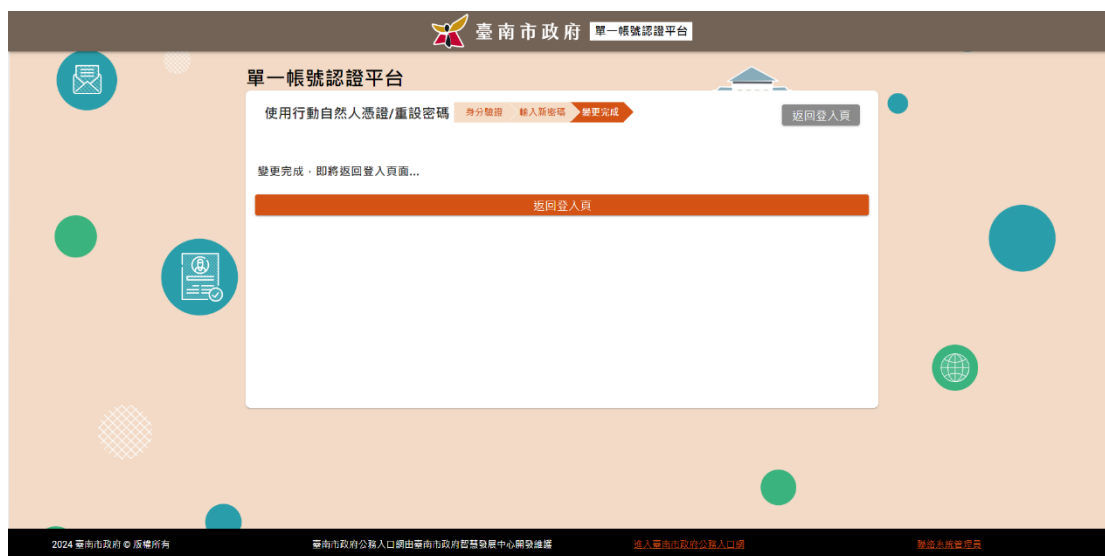 臺南市政府 單一帳號認證平台
單一帳號認證平台
使用行動自然人憑證/重設密碼 身分驗證 輸入新密碼 變更完成 返回登入頁
變更完成，即將返回登入頁面...
返回登入頁
2024 臺南市政府 © 版權所有 臺南市政府公務入口網由臺南市政府智慧發展中心開發維護 進入臺南市政府公務入口網 聯絡系統管理員